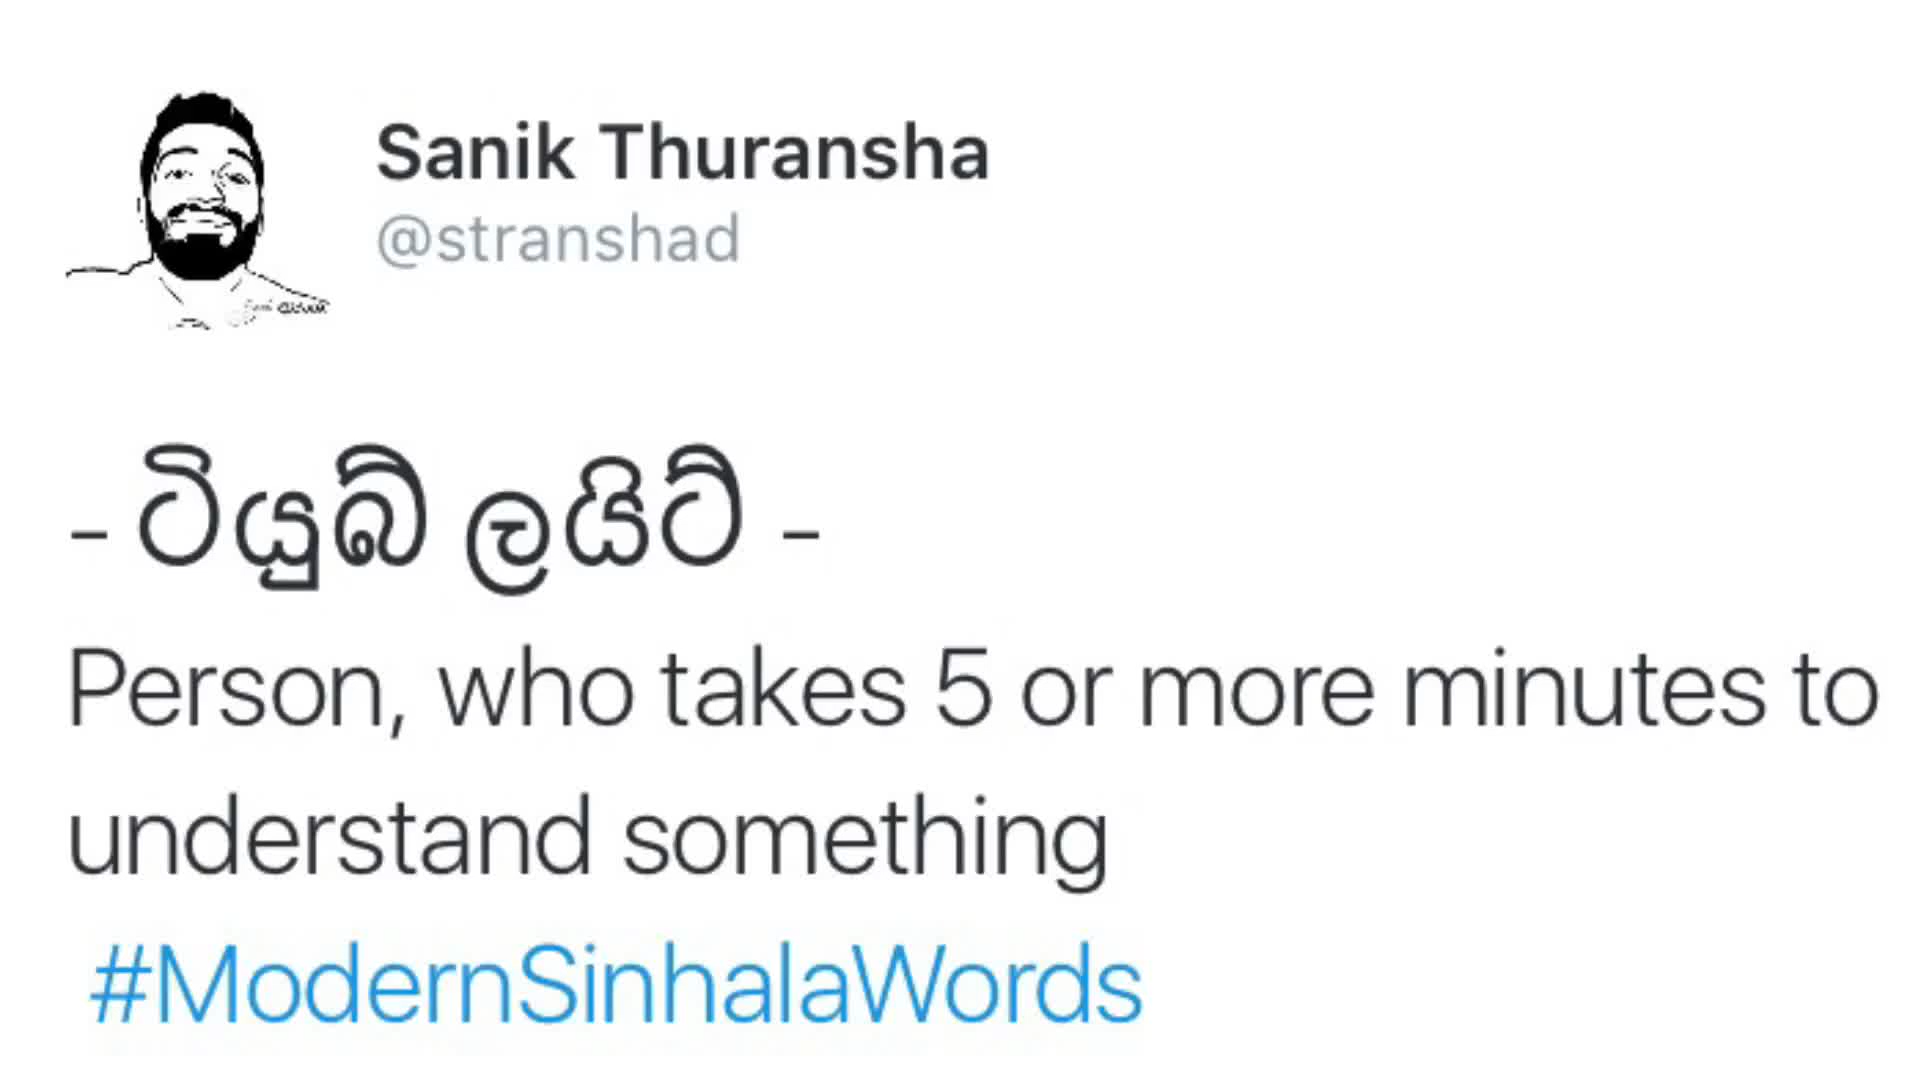 Sanik Thuransha
@stranshad
- ටියුබ් ලයිට් -
Person, who takes 5 or more minutes to
understand something
#ModernSinhalaWords